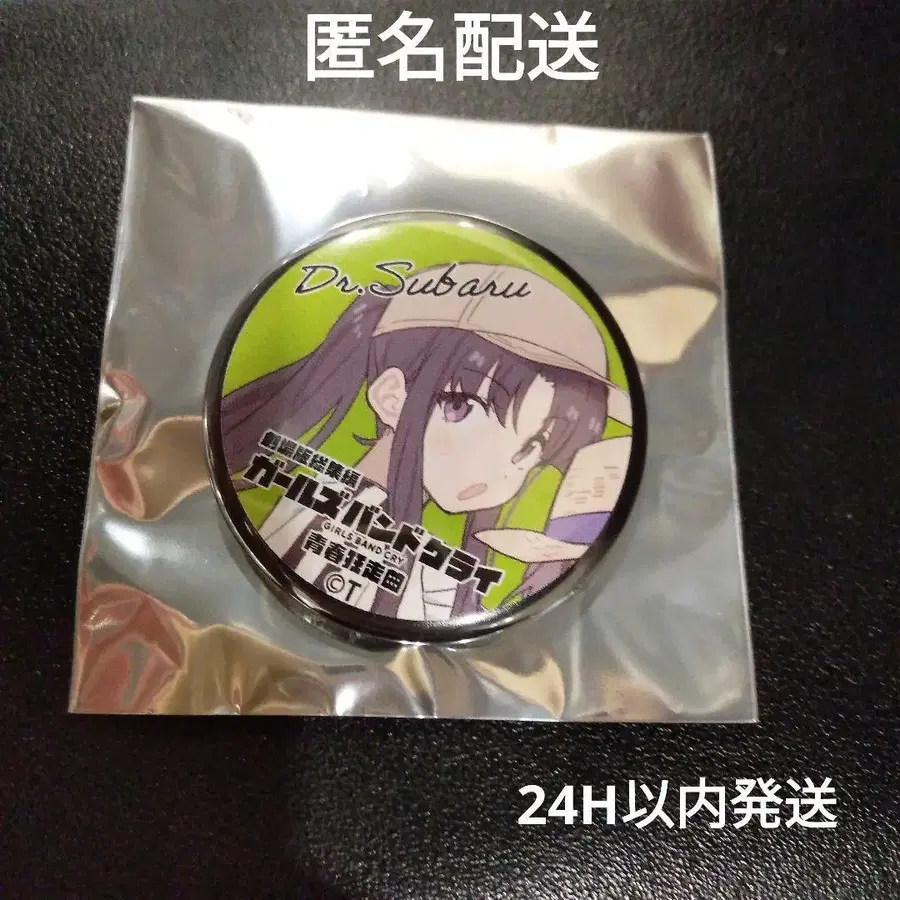 匿名配送
Dr.Subaru
劇場版総集編
ガールズバンドクライ
GIRLS BAND CRY
青春狂走曲
©T
24H以内発送